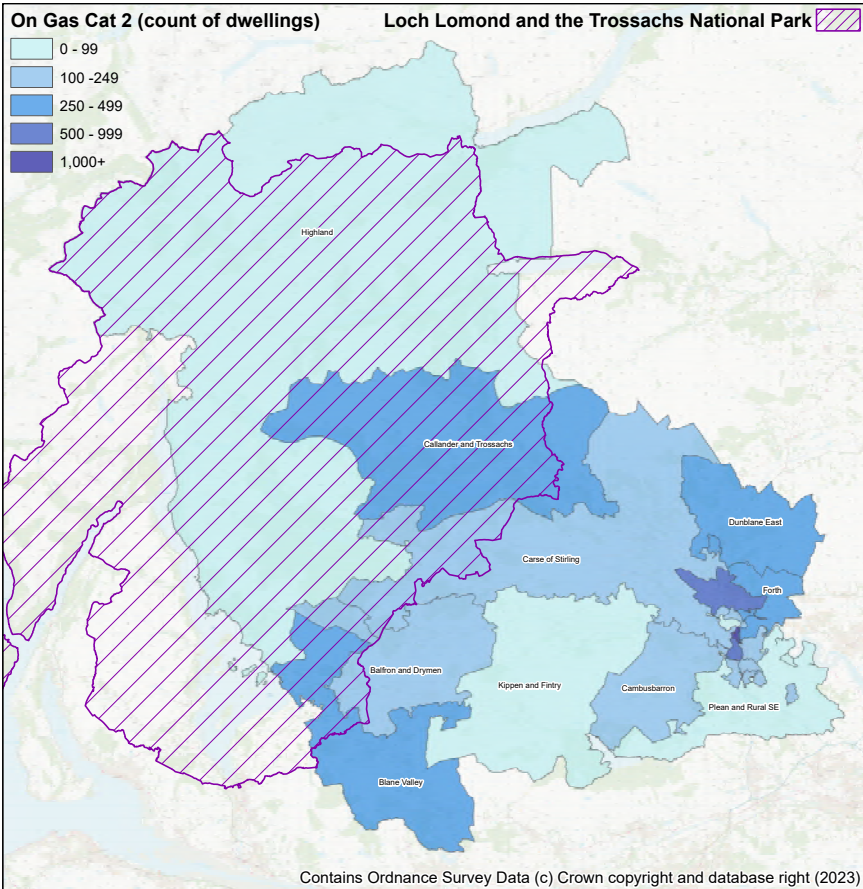 On Gas Cat 2 (count of dwellings)
Loch Lomond and the Trossachs National Park
0 - 99
100 -249
250 - 499
500 - 999
1,000+
Highland
Callander and Trossachs
Dunblane East
Carse of Stirling
Forth
Balfron and Drymen
Kippen and Fintry
Cambusbarron
Plean and Rural SE
Blane Valley
Contains Ordnance Survey Data (c) Crown copyright and database right (2023)